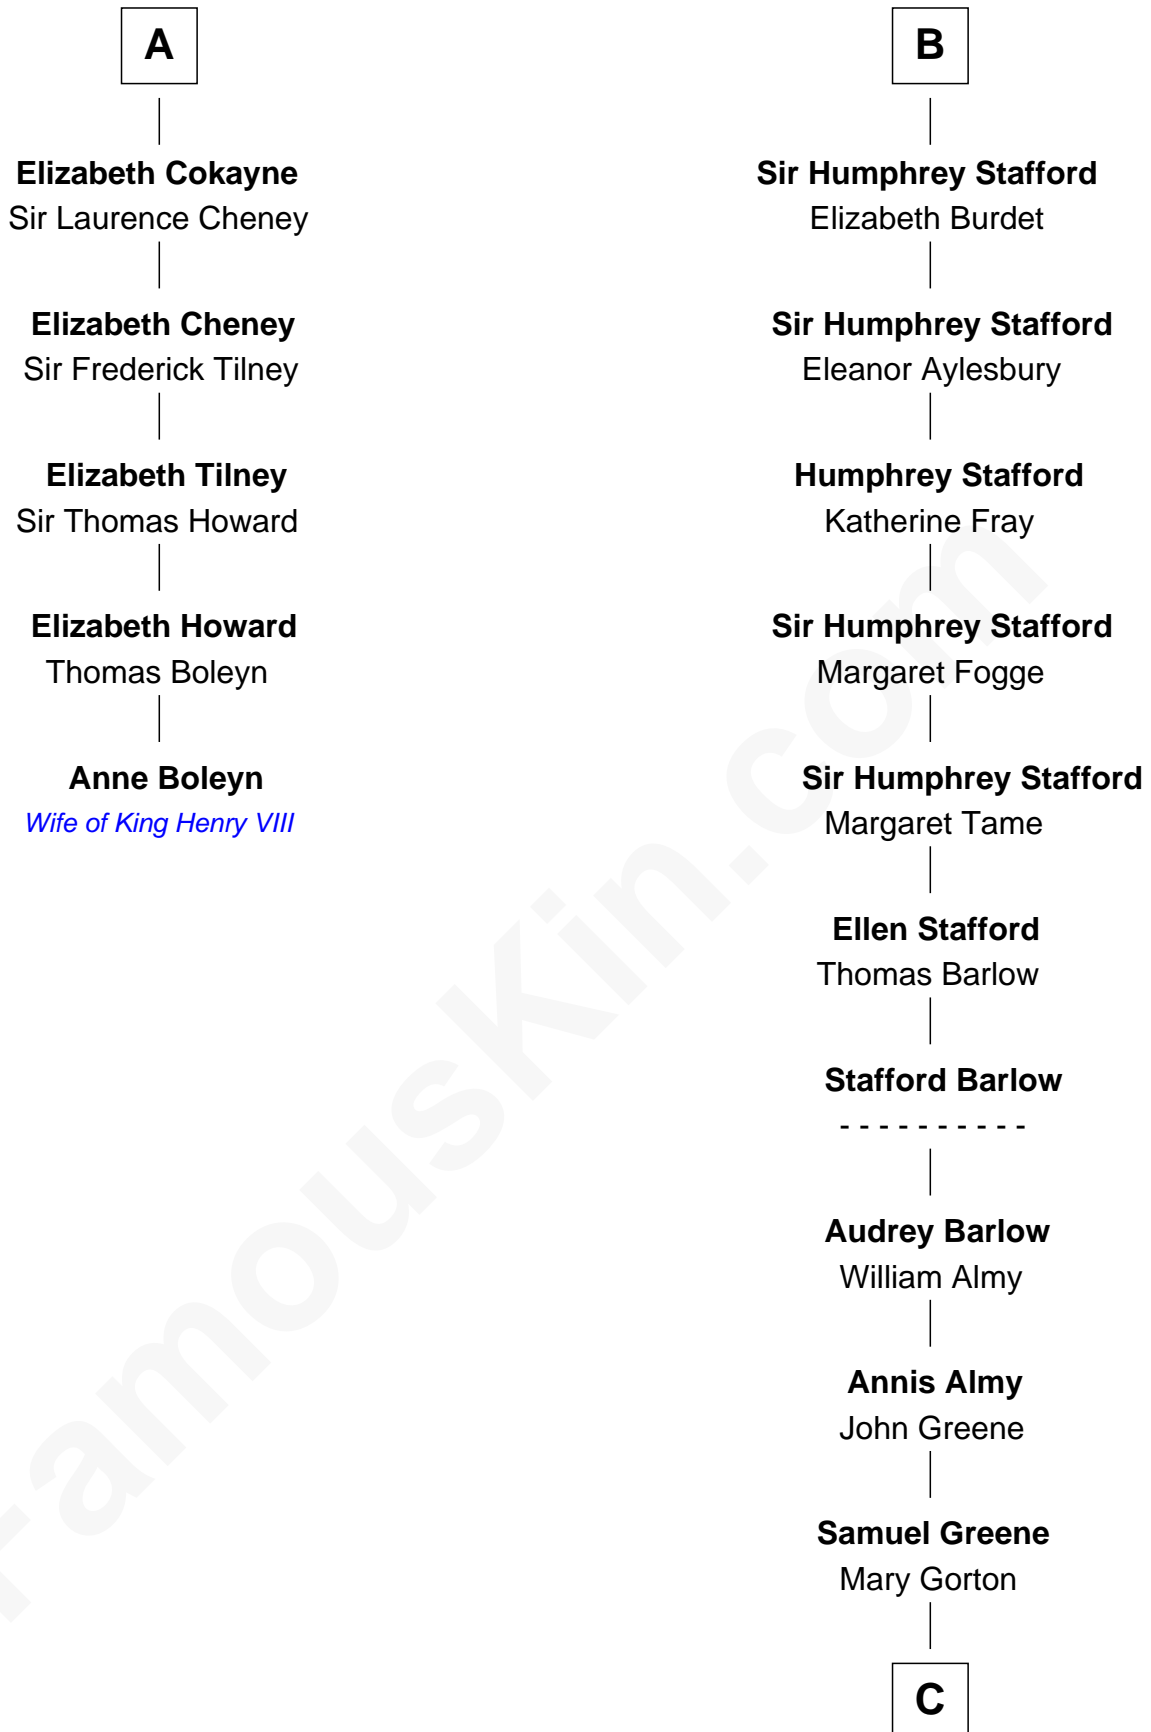 A
Elizabeth Cokayne
Sir Laurence Cheney
Elizabeth Cheney
Sir Frederick Tilney
Elizabeth Tilney
Sir Thomas Howard
Elizabeth Howard
Thomas Boleyn
Anne Boleyn
Wife of King Henry VIII
B
Sir Humphrey Stafford
Elizabeth Burdet
Sir Humphrey Stafford
Eleanor Aylesbury
Humphrey Stafford
Katherine Fray
Sir Humphrey Stafford
Margaret Fogge
Sir Humphrey Stafford
Margaret Tame
Ellen Stafford
Thomas Barlow
Stafford Barlow
- - - - - - - - - -
Audrey Barlow
William Almy
Annis Almy
John Greene
Samuel Greene
Mary Gorton
C
FamousKin.com